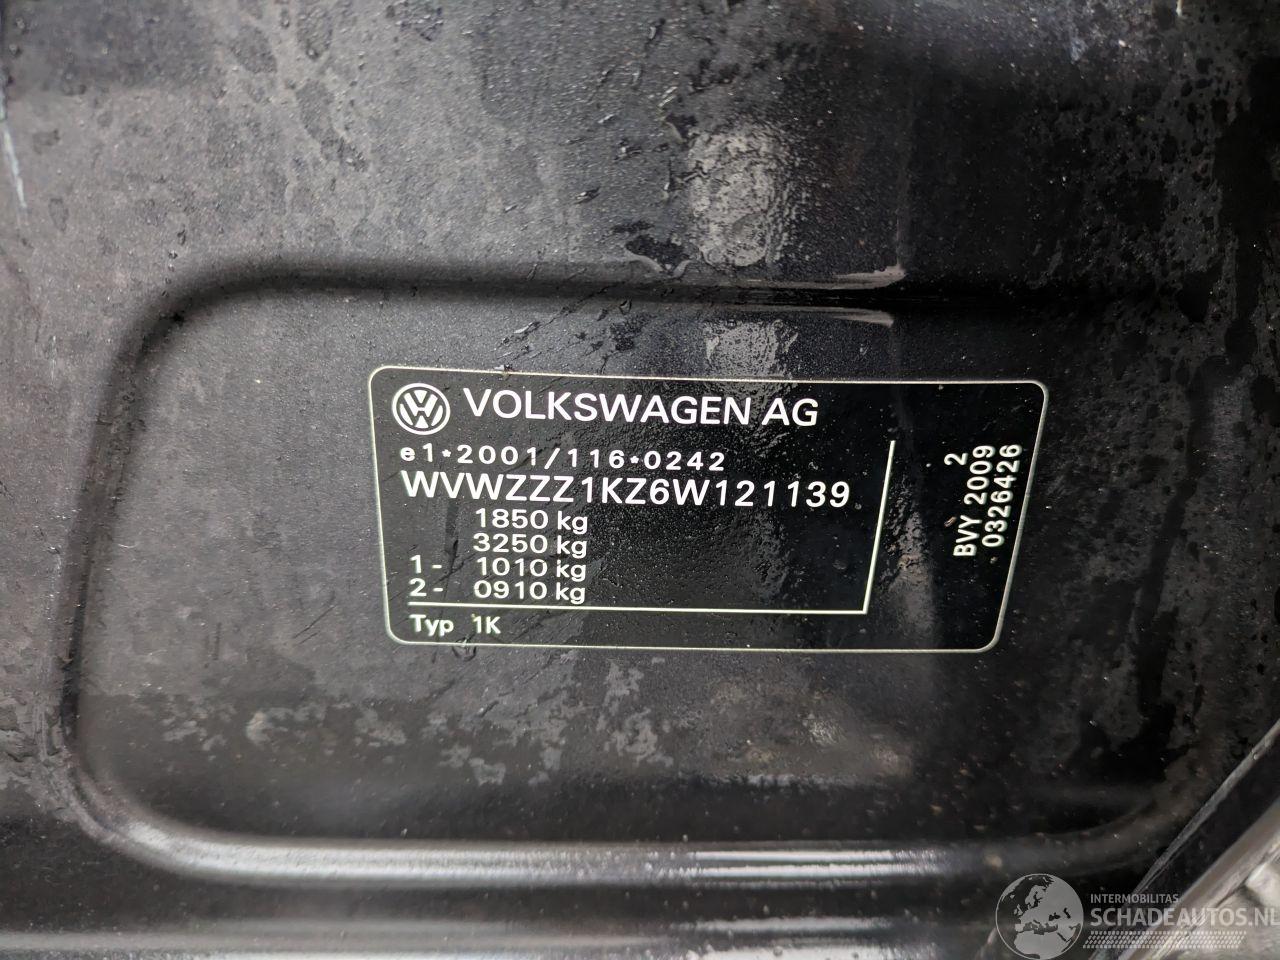 VOLKSWAGEN AG
e1*2001/116*0242
WVWZZZ1KZ6W121139
1850 kg
3250 kg
1- 1010 kg
2- 0910 kg
Typ 1K
2
BVY 2009
0326426
INTERMOBILITAS
SCHADEAUTOS.NL